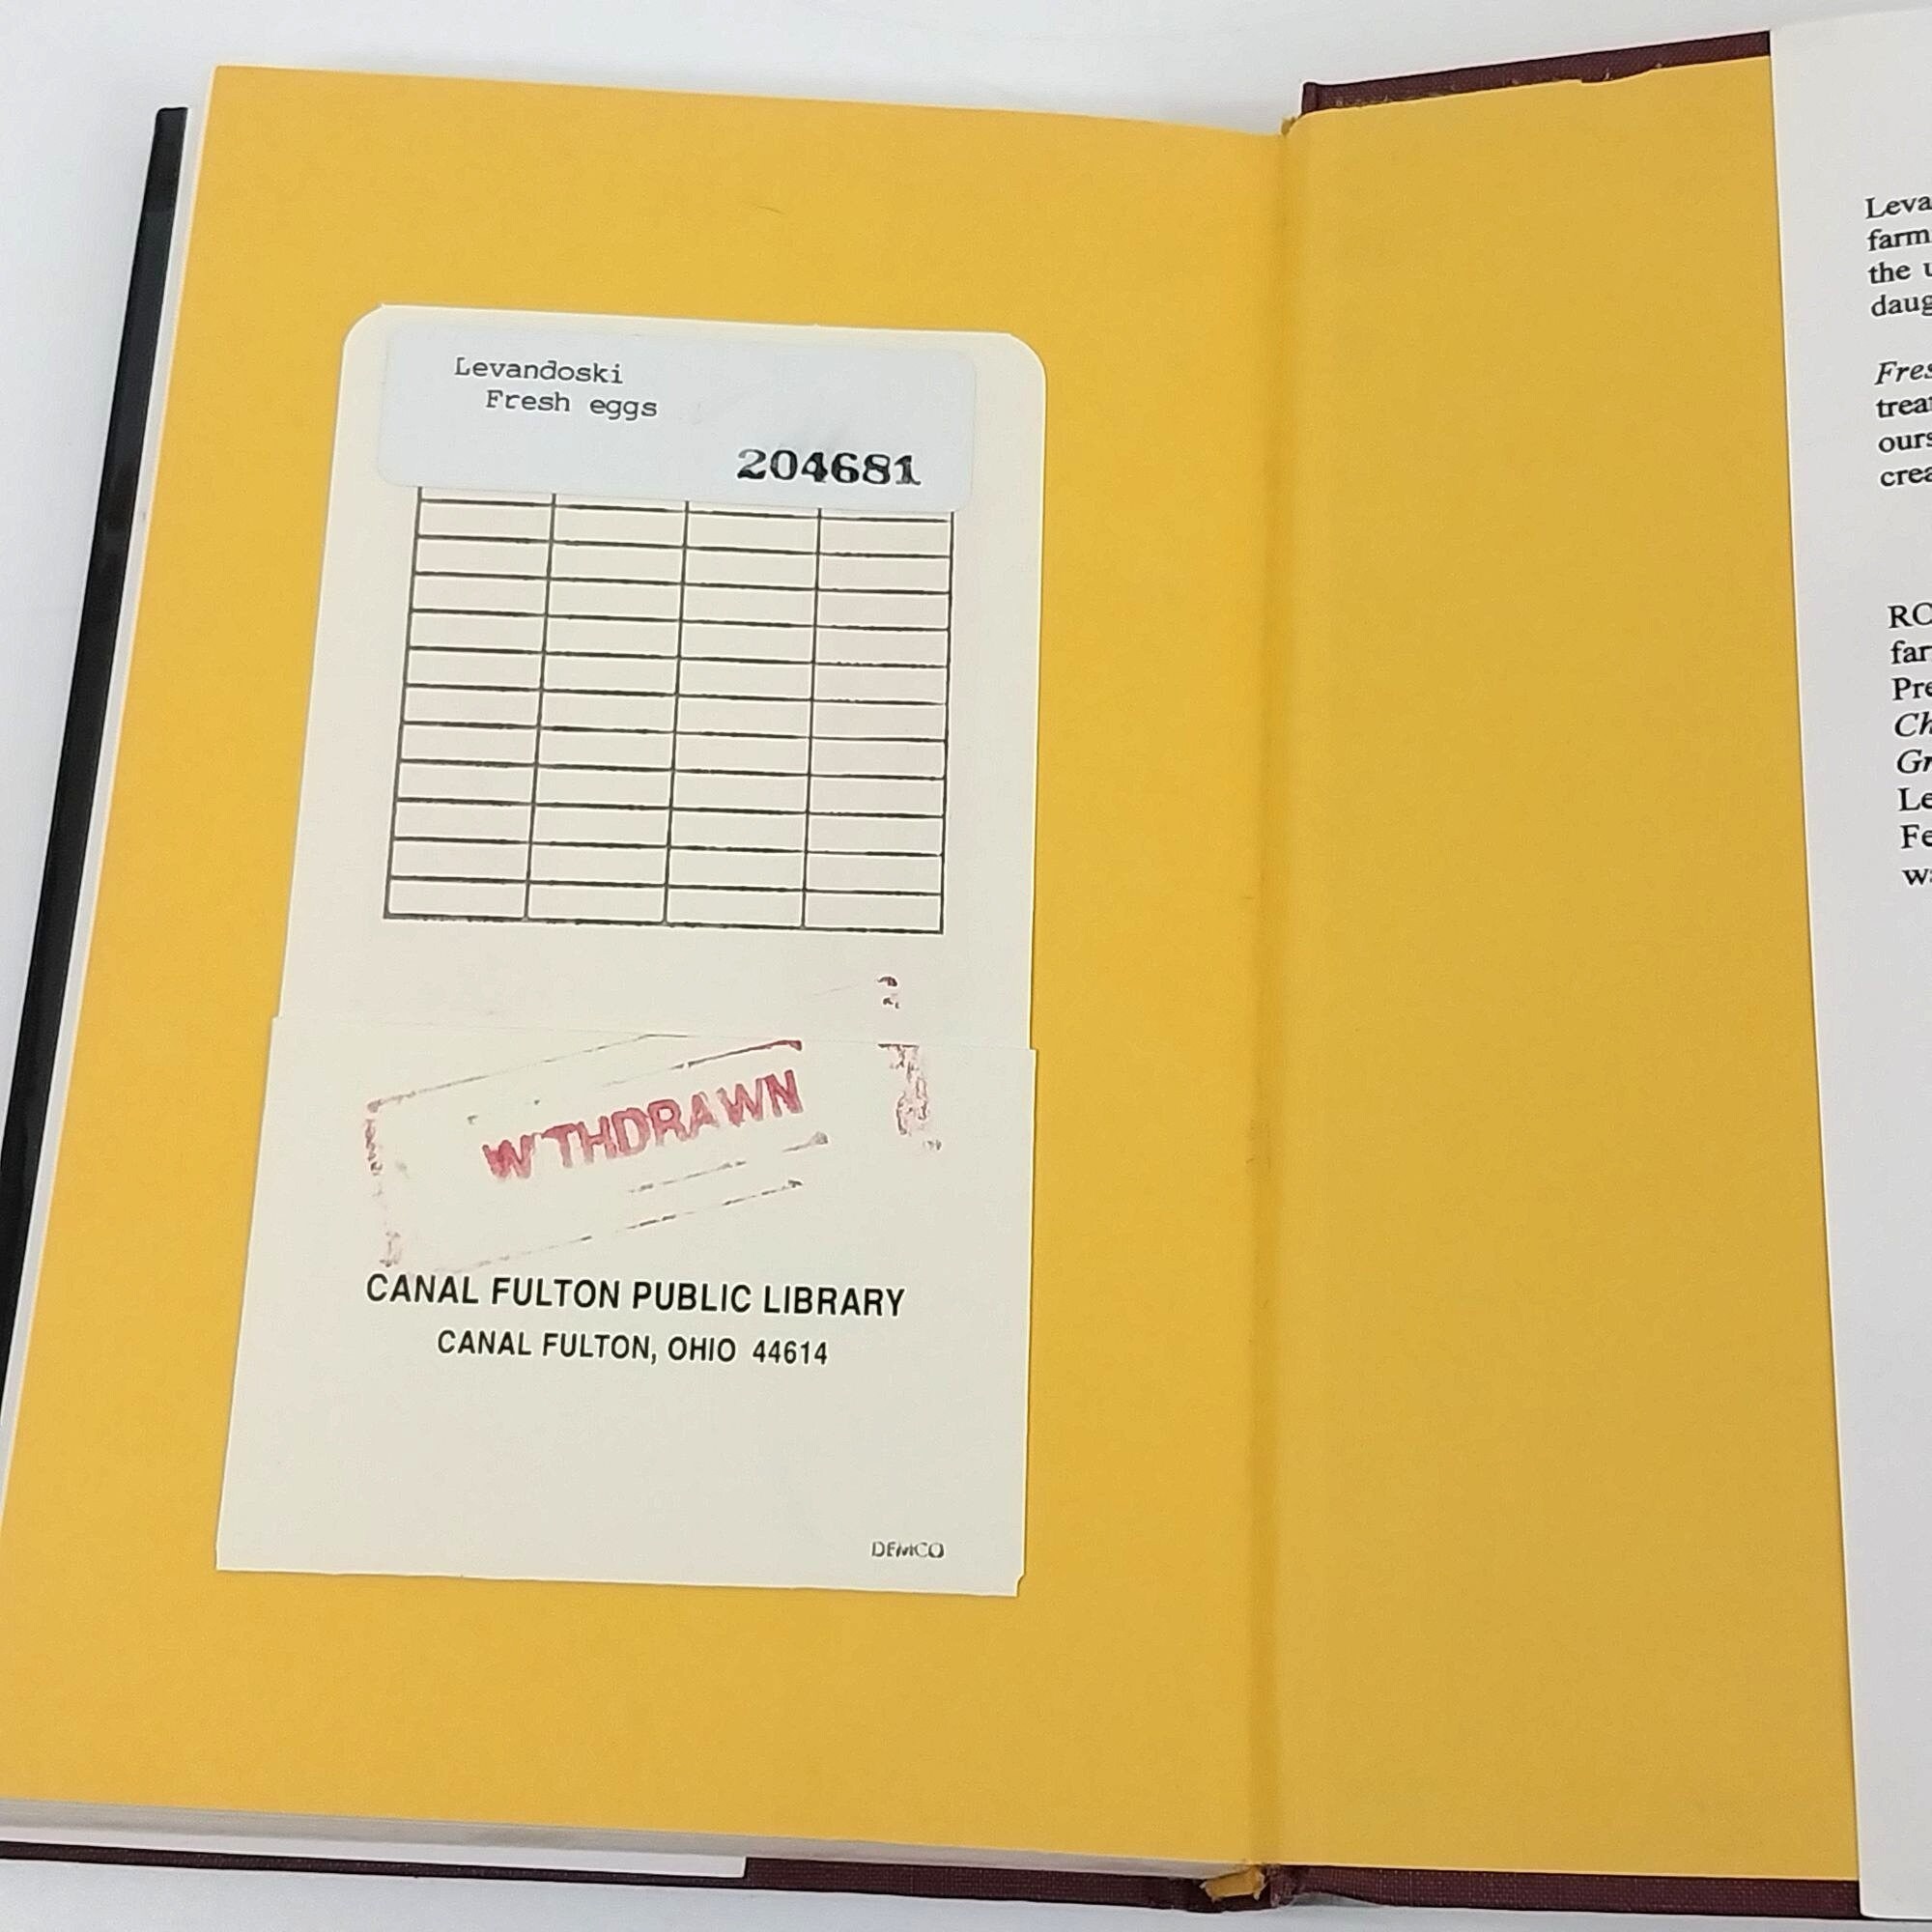 Levandoski
Fresh eggs
204681
WITHDRAWN
CANAL FULTON PUBLIC LIBRARY
CANAL FULTON, OHIO 44614
DEMCO
Leva
farm
the u
daug
Fres
trea
ours
crea
RO
far
Pre
Ch
Gr
Le
Fe
wa